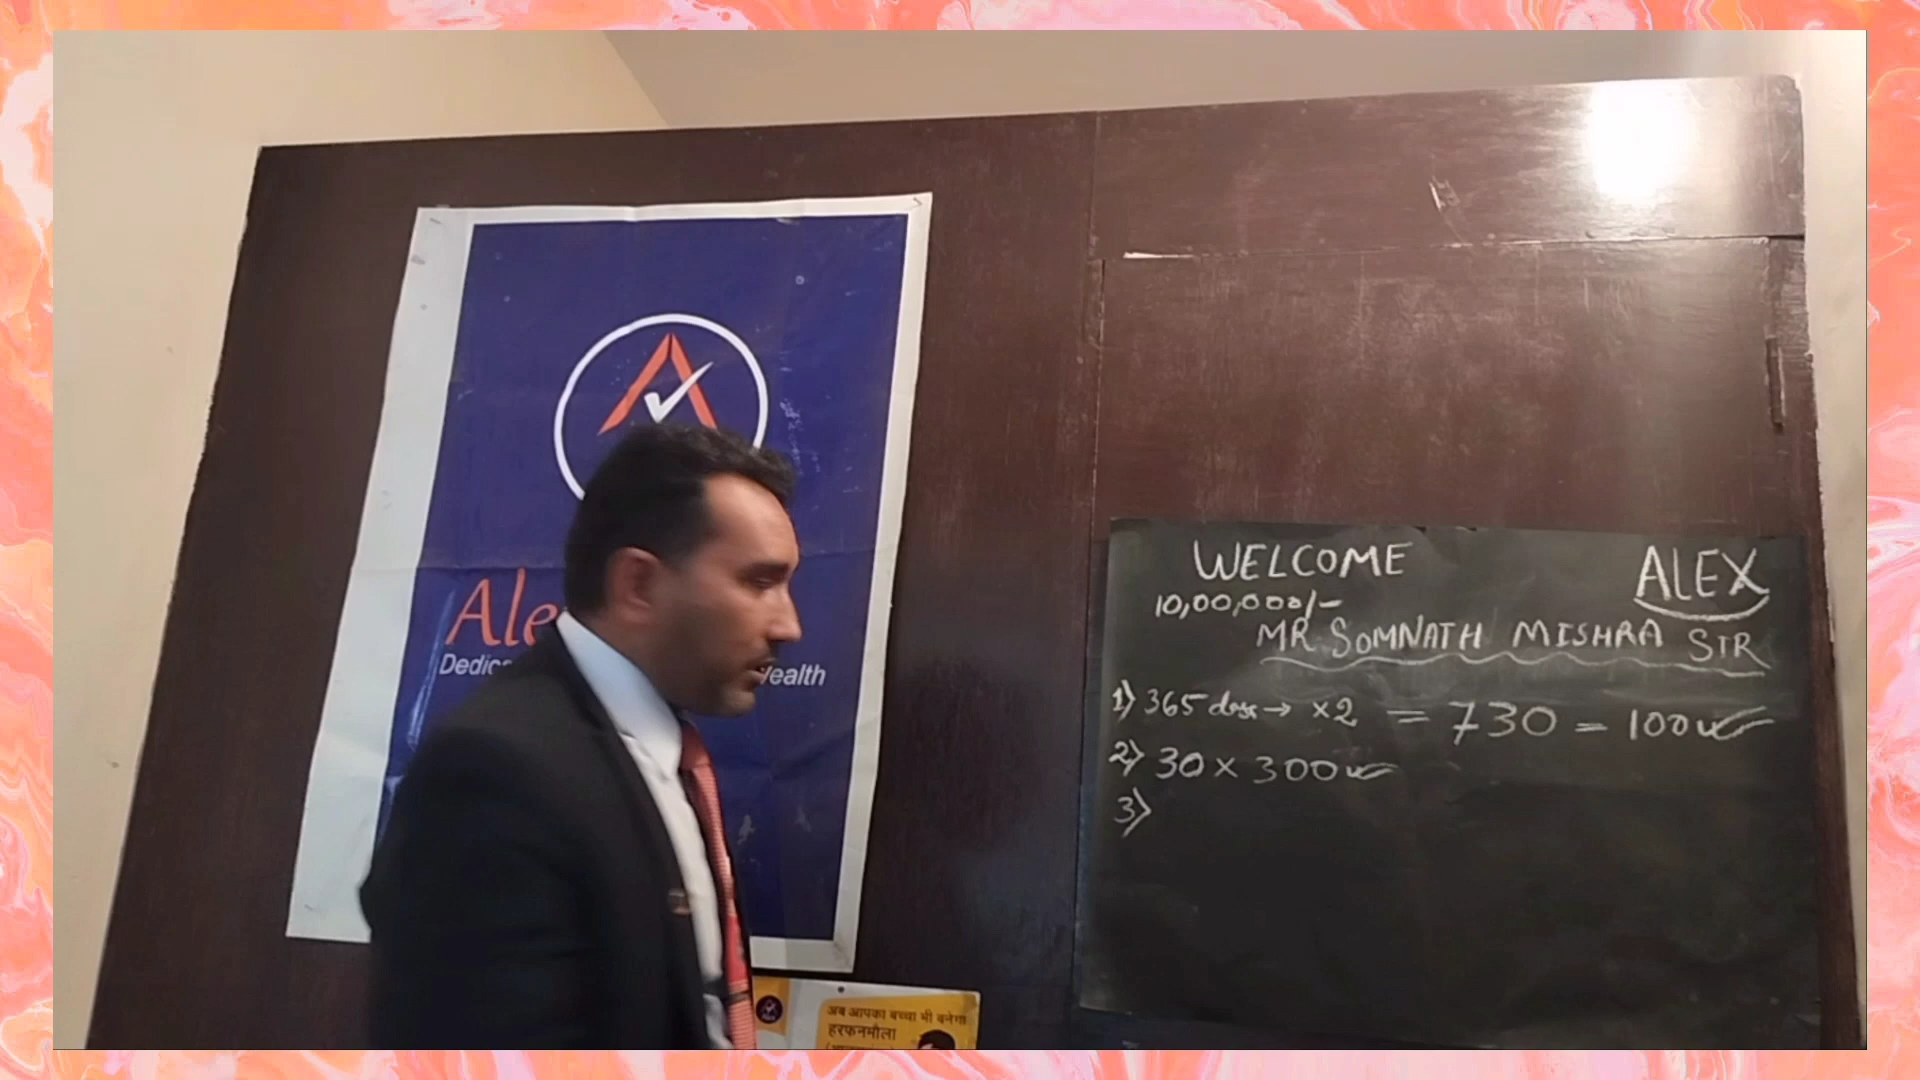 Ale
Dedic
ealth
WELCOME
ALEX
10,00,000/-
MR. SOMNATH MISHRA SIR
1) 365 days → ×2 = 730 = 100
2) 30 × 300
3)
अब आपका बच्चा भी बनेगा
हरफनमौला